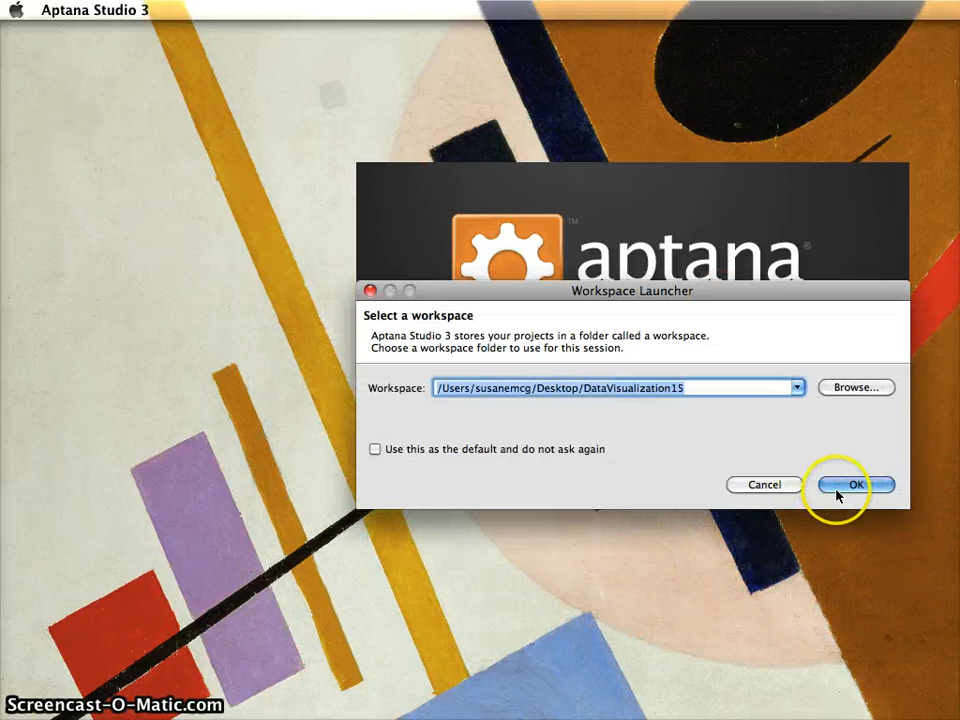 Aptana Studio 3
™
aptana®
Workspace Launcher
Select a workspace
Aptana Studio 3 stores your projects in a folder called a workspace.
Choose a workspace folder to use for this session.
Workspace: /Users/susanemcg/Desktop/DataVisualization15 Browse...
Use this as the default and do not ask again
Cancel OK
Screencast-O-Matic.com